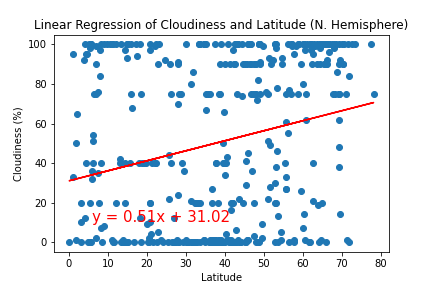 Linear Regression of Cloudiness and Latitude (N. Hemisphere)
100
80
60
40
20
0
Cloudiness (%)
y = 0.51x + 31.02
0 10 20 30 40 50 60 70 80
Latitude